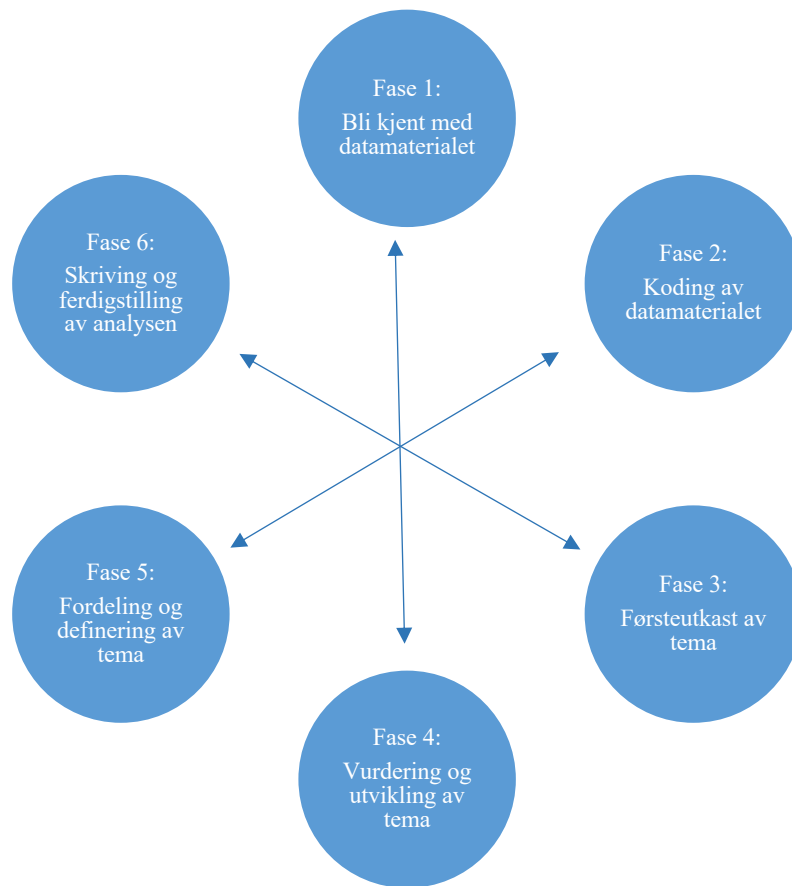 Fase 1:
Bli kjent med
datamaterialet
Fase 2:
Koding av
datamaterialet
Fase 3:
Førsteutkast av
tema
Fase 4:
Vurdering og
utvikling av
tema
Fase 5:
Fordeling og
definering av
tema
Fase 6:
Skriving og
ferdigstilling
av analysen